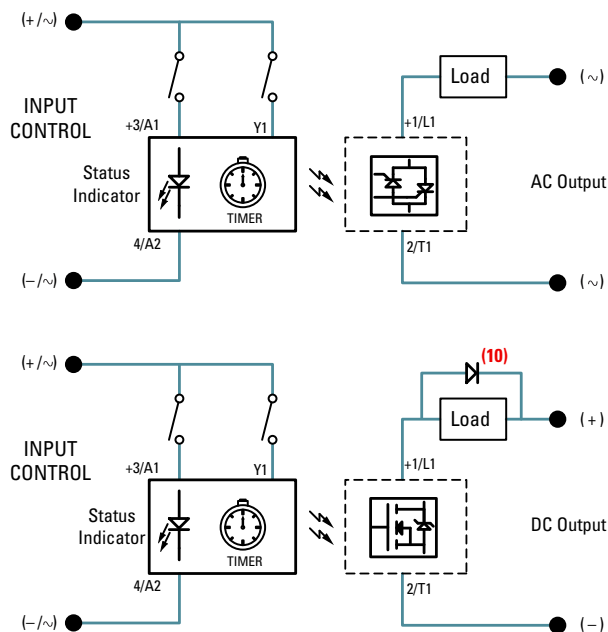 (+/∼)
INPUT
CONTROL
+3/A1
Y1
Status
Indicator
TIMER
4/A2
(−/∼)
Load
(∼)
+1/L1
AC Output
2/T1
(∼)
(+/∼)
INPUT
CONTROL
+3/A1
Y1
Status
Indicator
TIMER
4/A2
(−/∼)
(10)
Load
(+)
+1/L1
DC Output
2/T1
(−)